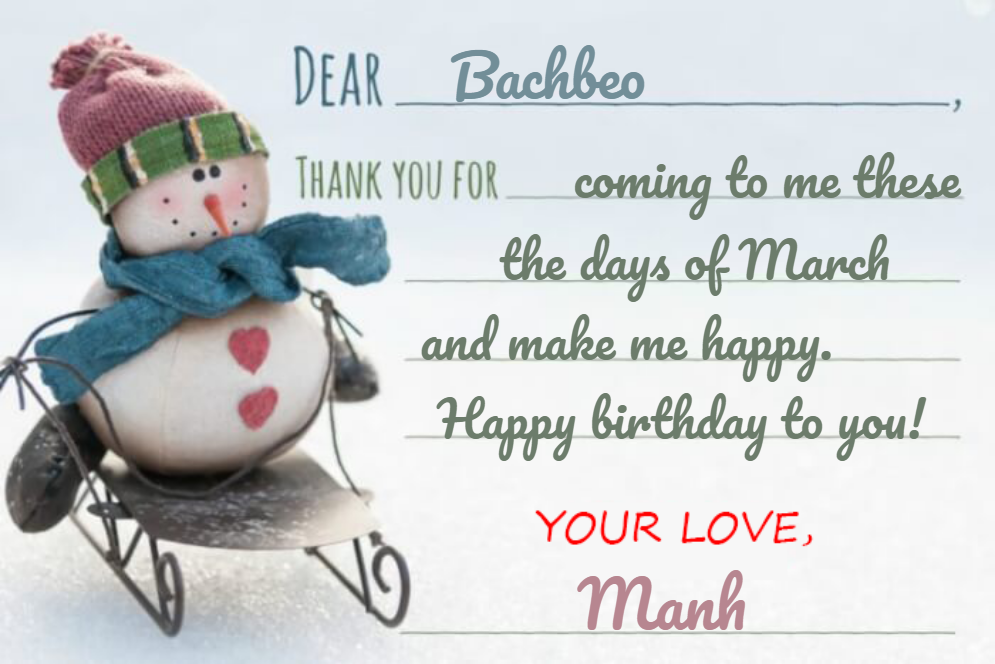 DEAR Bachbeo,
THANK YOU FOR coming to me these
the days of March
and make me happy.
Happy birthday to you!
YOUR LOVE,
Manh